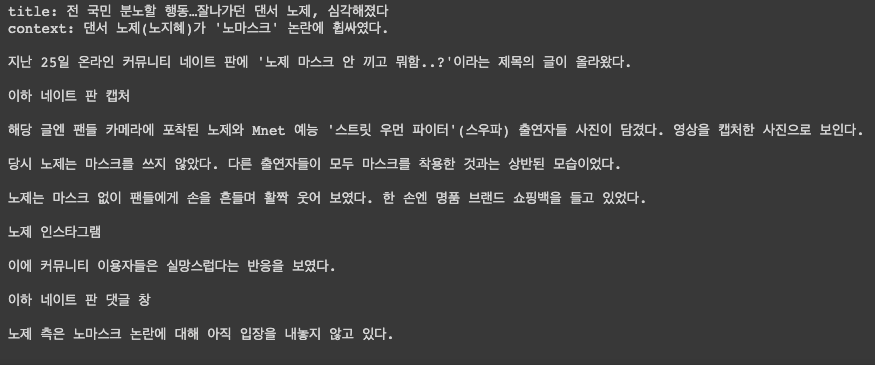 title: 전 국민 분노할 행동…잘나가던 댄서 노제, 심각해졌다
context: 댄서 노제(노지혜)가 '노마스크' 논란에 휩싸였다.
지난 25일 온라인 커뮤니티 네이트 판에 '노제 마스크 안 끼고 뭐함..?'이라는 제목의 글이 올라왔다.
이하 네이트 판 캡처
해당 글엔 팬들 카메라에 포착된 노제와 Mnet 예능 '스트릿 우먼 파이터'(스우파) 출연자들 사진이 담겼다. 영상을 캡처한 사진으로 보인다.
당시 노제는 마스크를 쓰지 않았다. 다른 출연자들이 모두 마스크를 착용한 것과는 상반된 모습이었다.
노제는 마스크 없이 팬들에게 손을 흔들며 활짝 웃어 보였다. 한 손엔 명품 브랜드 쇼핑백을 들고 있었다.
노제 인스타그램
이에 커뮤니티 이용자들은 실망스럽다는 반응을 보였다.
이하 네이트 판 댓글 창
노제 측은 노마스크 논란에 대해 아직 입장을 내놓지 않고 있다.